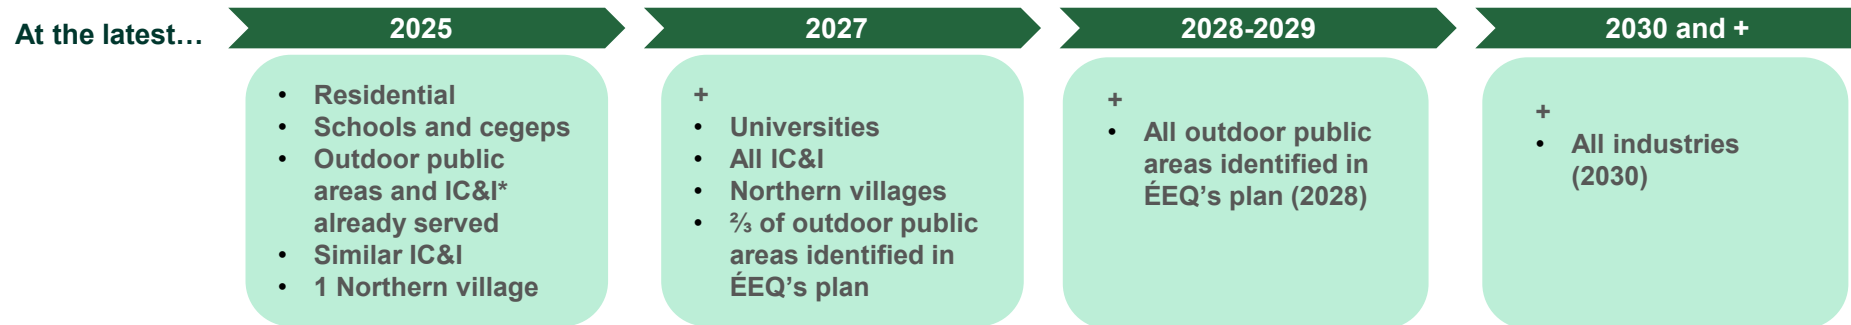 At the latest…
2025
• Residential
• Schools and cegeps
• Outdoor public
areas and IC&I*
already served
• Similar IC&I
• 1 Northern village
2027
+
• Universities
• All IC&I
• Northern villages
• ⅔ of outdoor public
areas identified in
ÉEQ’s plan
2028-2029
+
• All outdoor public
areas identified in
ÉEQ’s plan (2028)
2030 and +
+
• All industries
(2030)